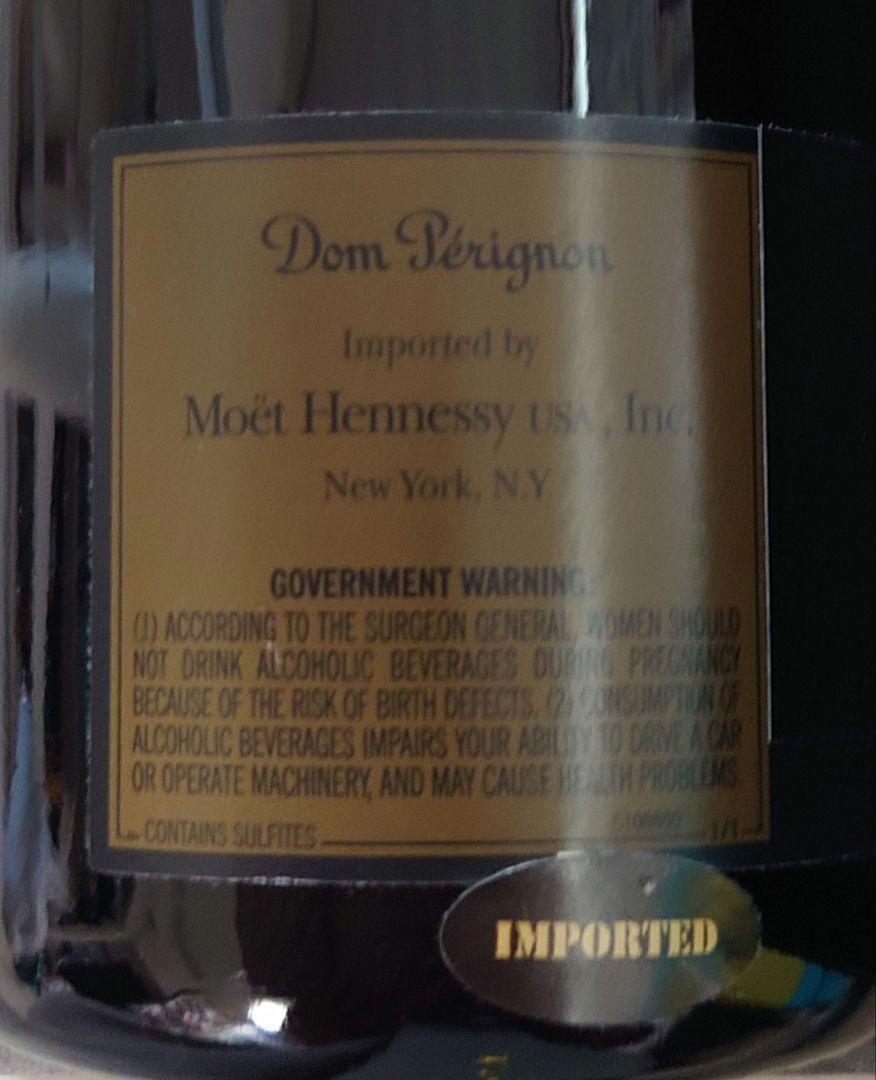 Dom Pérignon
Imported by
Moët Hennessy USA, Inc.
New York, N.Y.
GOVERNMENT WARNING:
(1) ACCORDING TO THE SURGEON GENERAL, WOMEN SHOULD
NOT DRINK ALCOHOLIC BEVERAGES DURING PREGNANCY
BECAUSE OF THE RISK OF BIRTH DEFECTS. (2) CONSUMPTION OF
ALCOHOLIC BEVERAGES IMPAIRS YOUR ABILITY TO DRIVE A CAR
OR OPERATE MACHINERY, AND MAY CAUSE HEALTH PROBLEMS
CONTAINS SULFITES 1/1
IMPORTED